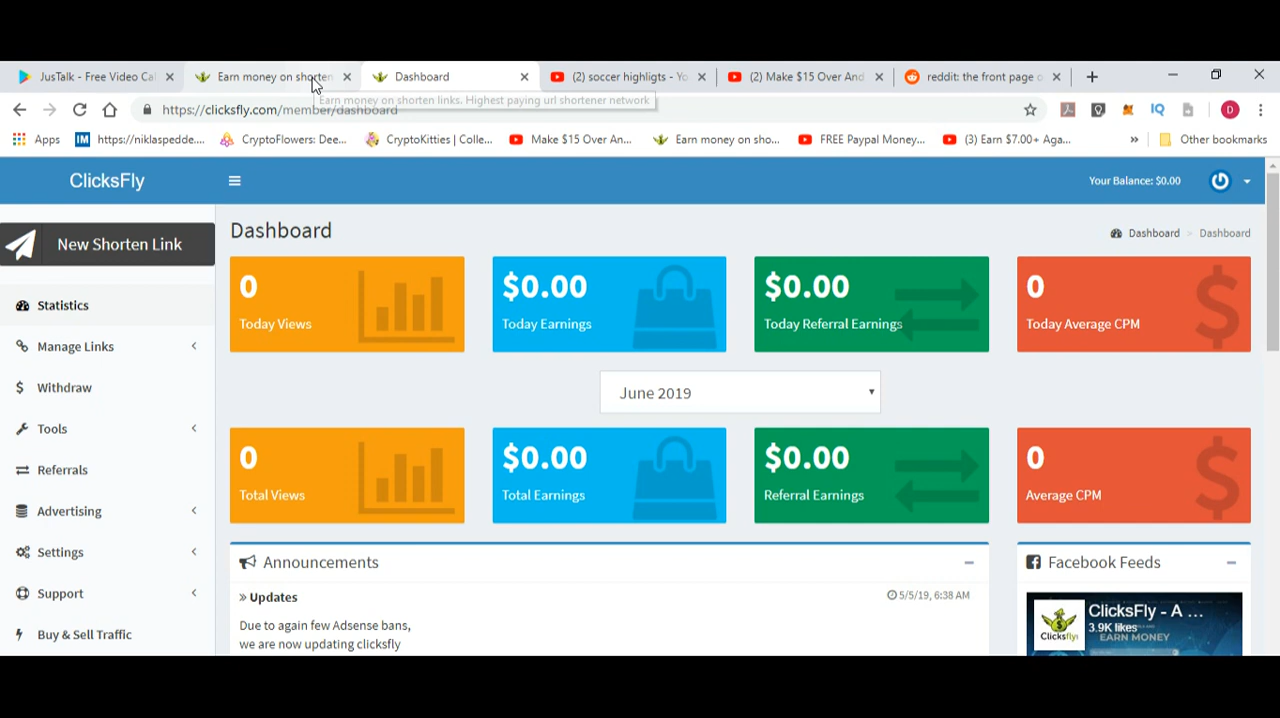 JusTalk - Free Video Cal
Earn money on shorten
Dashboard
(2) soccer highligts - Yo
(2) Make $15 Over And
reddit: the front page o
https://clicksfly.com/member/dashboard
Earn money on shorten links. Highest paying url shortener network
IQ
D
Apps
IM
https://niklaspedde....
CryptoFlowers: Dee...
CryptoKitties | Colle...
Make $15 Over An...
Earn money on sho...
FREE Paypal Money...
(3) Earn $7.00+ Aga...
»
Other bookmarks
ClicksFly
Your Balance: $0.00
New Shorten Link
Dashboard
Dashboard > Dashboard
0
Today Views
$0.00
Today Earnings
$0.00
Today Referral Earnings
0
Today Average CPM
Statistics
Manage Links
Withdraw
Tools
Referrals
Advertising
Settings
Support
Buy & Sell Traffic
June 2019
0
Total Views
$0.00
Total Earnings
$0.00
Referral Earnings
0
Average CPM
Announcements
» Updates
5/5/19, 6:38 AM
Due to again few Adsense bans,
we are now updating clicksfly
Facebook Feeds
ClicksFly - A ...
3.9K likes
EARN MONEY
Clicksfly